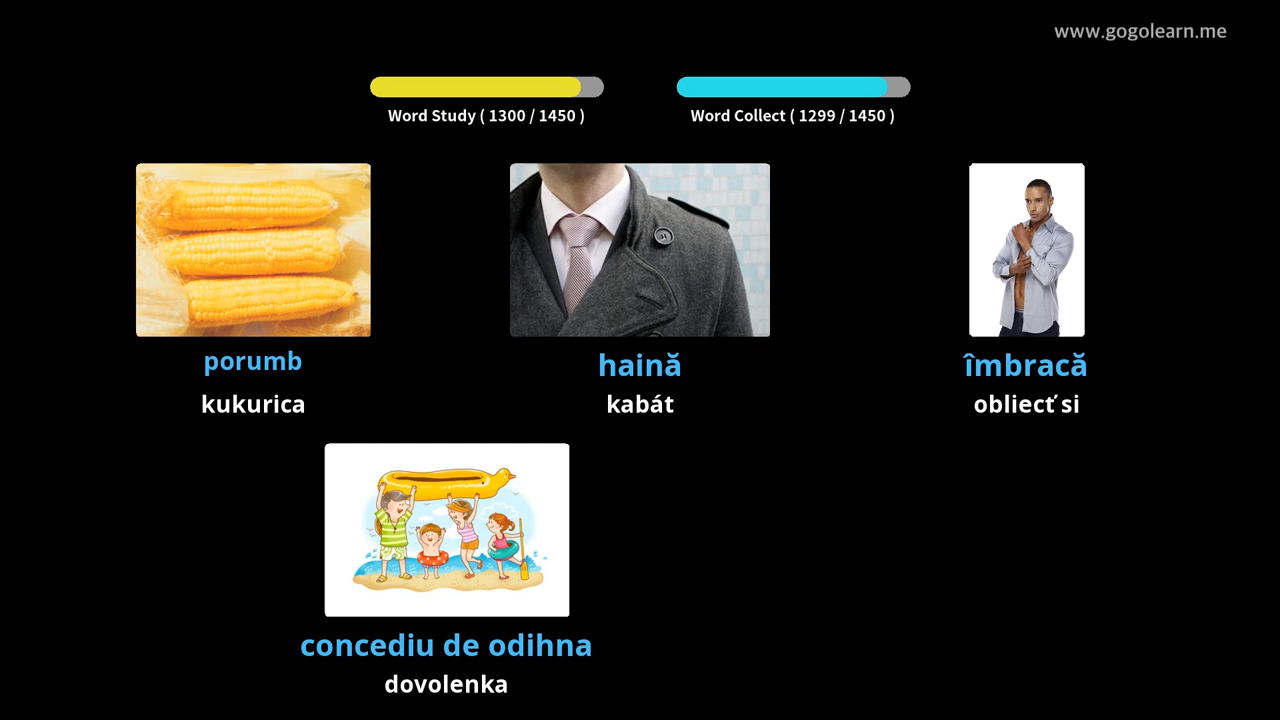 www.gogolearn.me
Word Study ( 1300 / 1450 )
Word Collect ( 1299 / 1450 )
porumb
haină
îmbracă
kukurica
kabát
obliecť si
concediu de odihna
dovolenka